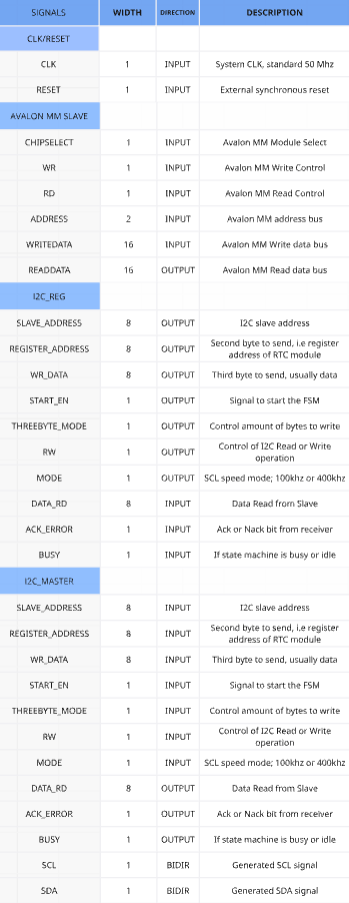 SIGNALS WIDTH DIRECTION DESCRIPTION
CLK/RESET
CLK 1 INPUT System CLK, standard 50 Mhz
RESET 1 INPUT External synchronous reset
AVALON MM SLAVE
CHIPSELECT 1 INPUT Avalon MM Module Select
WR 1 INPUT Avalon MM Write Control
RD 1 INPUT Avalon MM Read Control
ADDRESS 2 INPUT Avalon MM address bus
WRITEDATA 16 INPUT Avalon MM Write data bus
READDATA 16 OUTPUT Avalon MM Read data bus
I2C_REG
SLAVE_ADDRESS 8 OUTPUT I2C slave address
REGISTER_ADDRESS 8 OUTPUT Second byte to send, i.e register
address of RTC module
WR_DATA 8 OUTPUT Third byte to send, usually data
START_EN 1 OUTPUT Signal to start the FSM
THREEBYTE_MODE 1 OUTPUT Control amount of bytes to write
RW 1 OUTPUT Control of I2C Read or Write
operation
MODE 1 OUTPUT SCL speed mode; 100khz or 400khz
DATA_RD 8 INPUT Data Read from Slave
ACK_ERROR 1 INPUT Ack or Nack bit from receiver
BUSY 1 INPUT If state machine is busy or idle
I2C_MASTER
SLAVE_ADDRESS 8 INPUT I2C slave address
REGISTER_ADDRESS 8 INPUT Second byte to send, i.e register
address of RTC module
WR_DATA 8 INPUT Third byte to send, usually data
START_EN 1 INPUT Signal to start the FSM
THREEBYTE_MODE 1 INPUT Control amount of bytes to write
RW 1 INPUT Control of I2C Read or Write
operation
MODE 1 INPUT SCL speed mode; 100khz or 400khz
DATA_RD 8 OUTPUT Data Read from Slave
ACK_ERROR 1 OUTPUT Ack or Nack bit from receiver
BUSY 1 OUTPUT If state machine is busy or idle
SCL 1 BIDIR Generated SCL signal
SDA 1 BIDIR Generated SDA signal